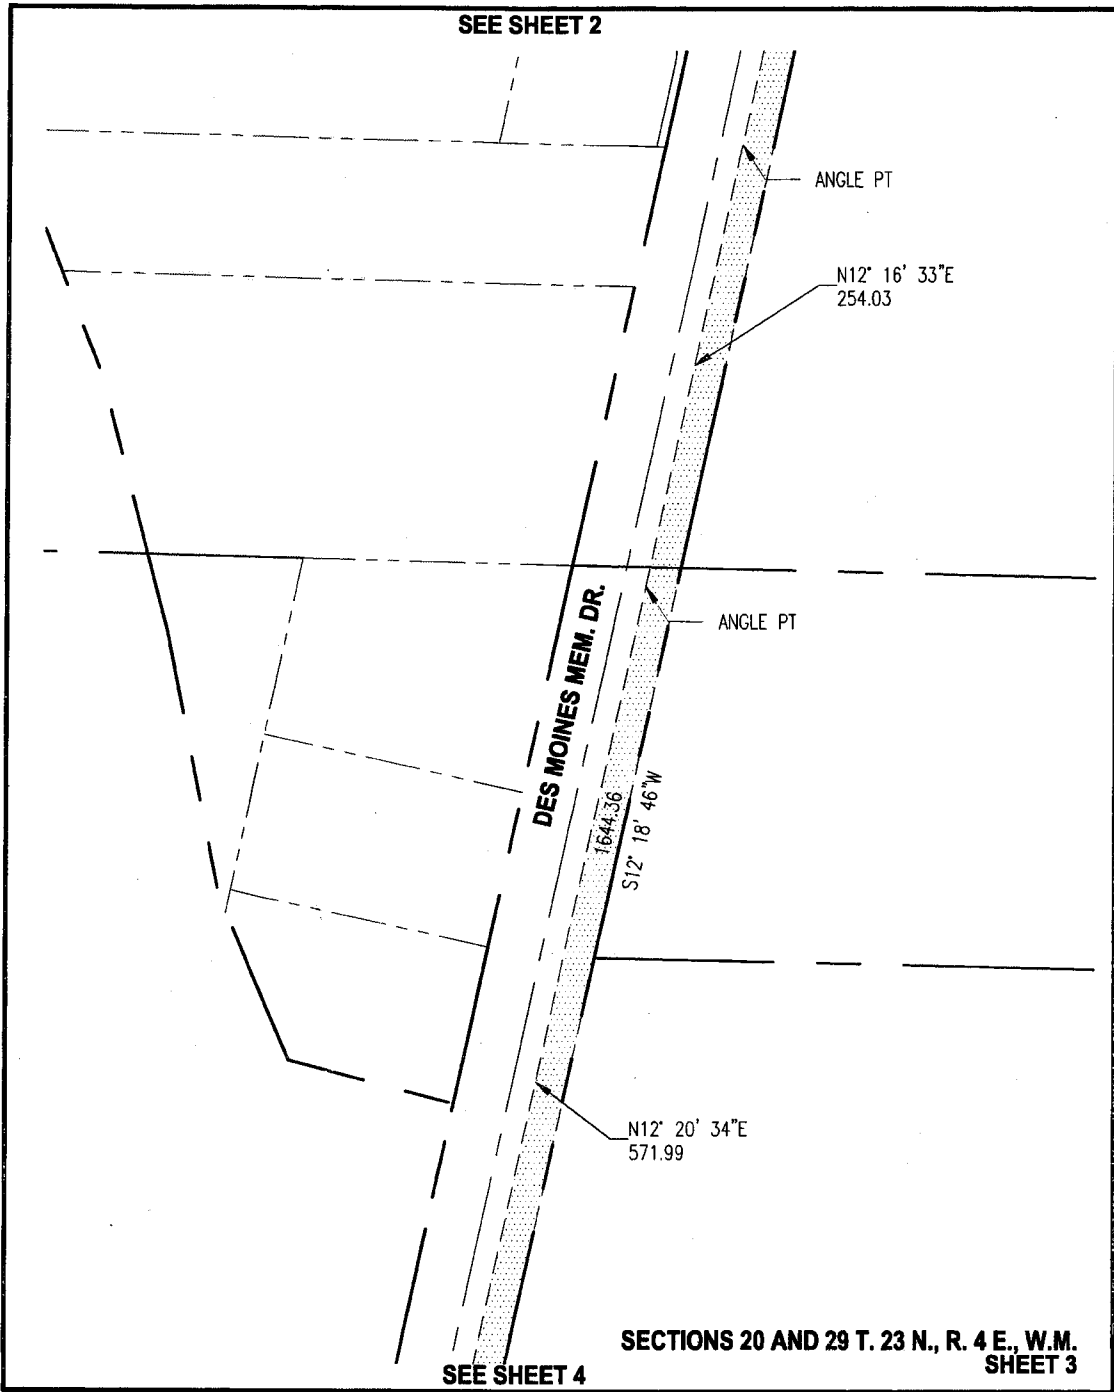 SEE SHEET 2
ANGLE PT
N12° 16' 33"E
254.03
ANGLE PT
DES MOINES MEM. DR.
1644.36
S12° 18' 46"W
N12° 20' 34"E
571.99
SECTIONS 20 AND 29 T. 23 N., R. 4 E., W.M.
SHEET 3
SEE SHEET 4